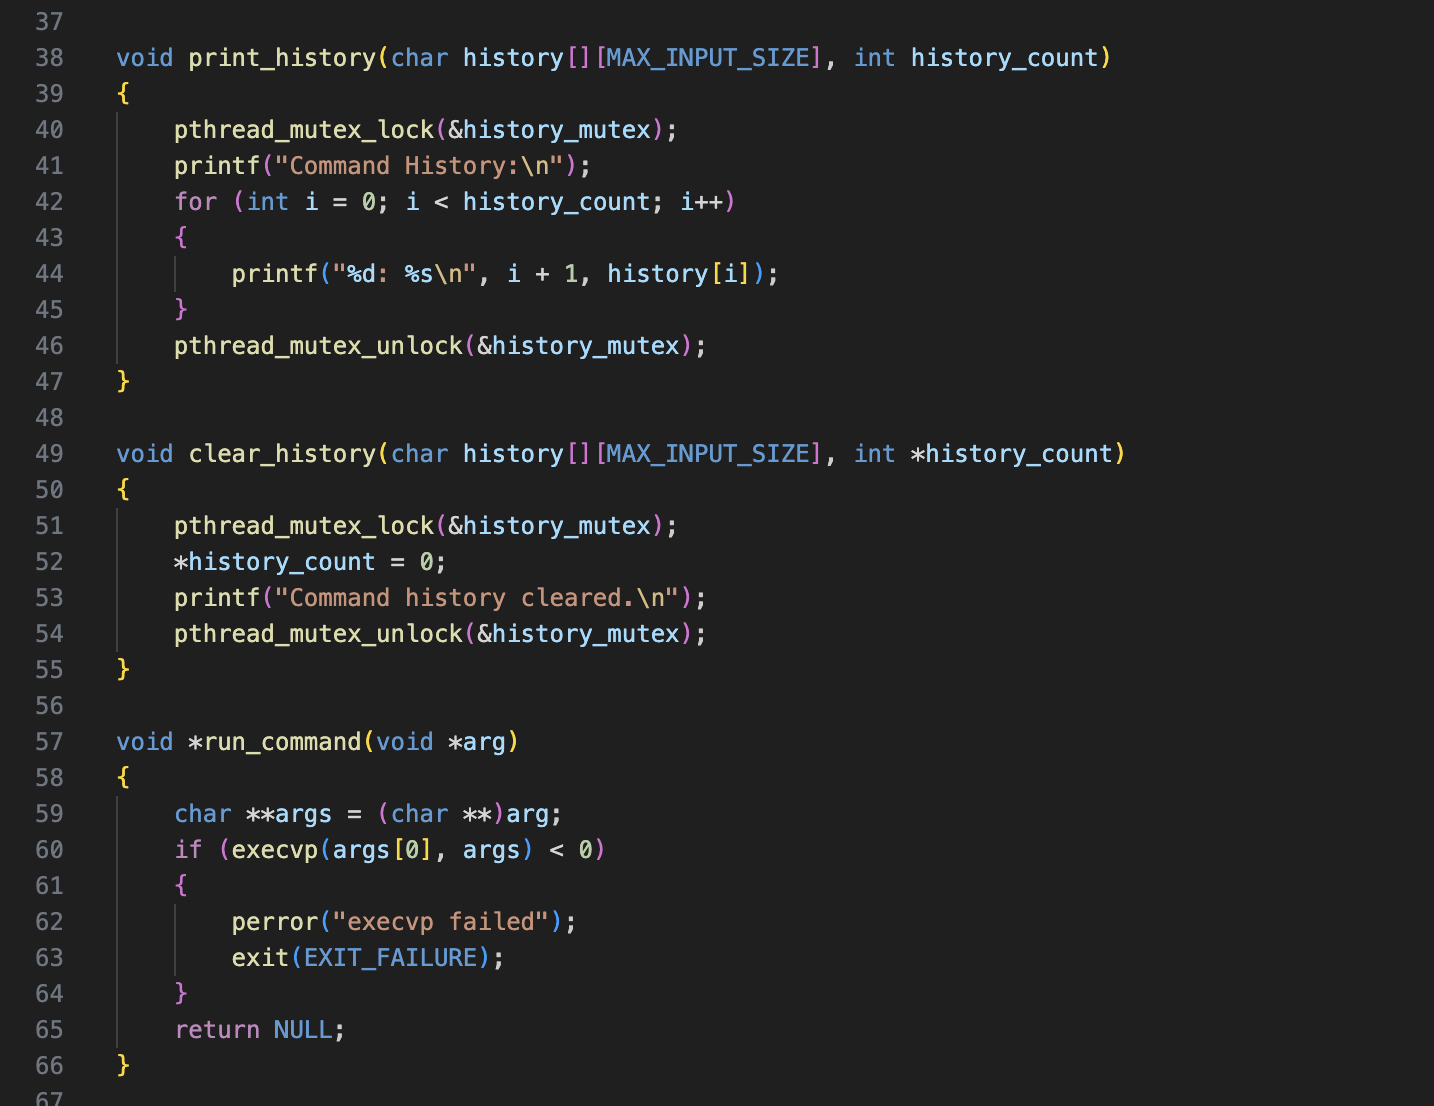 37
38 void print_history(char history[][MAX_INPUT_SIZE], int history_count)
39 {
40     pthread_mutex_lock(&history_mutex);
41     printf("Command History:\n");
42     for (int i = 0; i < history_count; i++)
43     {
44         printf("%d: %s\n", i + 1, history[i]);
45     }
46     pthread_mutex_unlock(&history_mutex);
47 }
48
49 void clear_history(char history[][MAX_INPUT_SIZE], int *history_count)
50 {
51     pthread_mutex_lock(&history_mutex);
52     *history_count = 0;
53     printf("Command history cleared.\n");
54     pthread_mutex_unlock(&history_mutex);
55 }
56
57 void *run_command(void *arg)
58 {
59     char **args = (char **)arg;
60     if (execvp(args[0], args) < 0)
61     {
62         perror("execvp failed");
63         exit(EXIT_FAILURE);
64     }
65     return NULL;
66 }
67